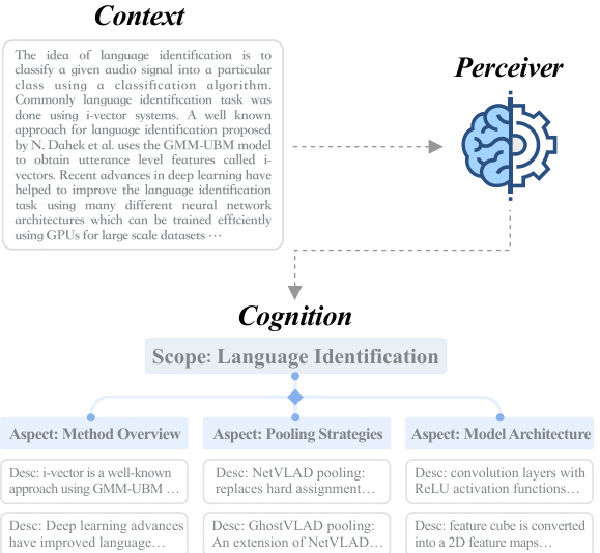 Context
The idea of language identification is to
classify a given audio signal into a particular
class using a classification algorithm.
Commonly language identification task was
done using i-vector systems. A well known
approach for language identification proposed
by N. Dahek et al. uses the GMM-UBM model
to obtain utterance level features called i-
vectors. Recent advances in deep learning have
helped to improve the language identification
task using many different neural network
architectures which can be trained efficiently
using GPUs for large scale datasets ⋯
Perceiver
Cognition
Scope: Language Identification
Aspect: Method Overview
Desc: i-vector is a well-known
approach using GMM-UBM …
Desc: Deep learning advances
have improved language…
Aspect: Pooling Strategies
Desc: NetVLAD pooling:
replaces hard assignment…
Desc: GhostVLAD pooling:
An extension of NetVLAD…
Aspect: Model Architecture
Desc: convolution layers with
ReLU activation functions…
Desc: feature cube is converted
into a 2D feature maps…